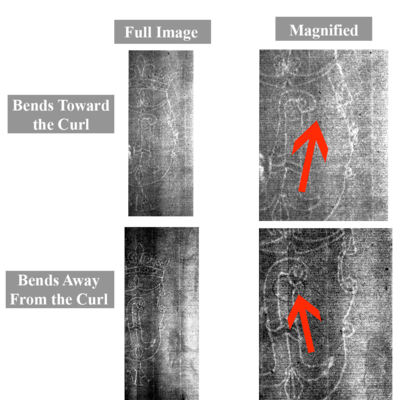 Full Image
Magnified
Bends Toward
the Curl
Bends Away
From the Curl